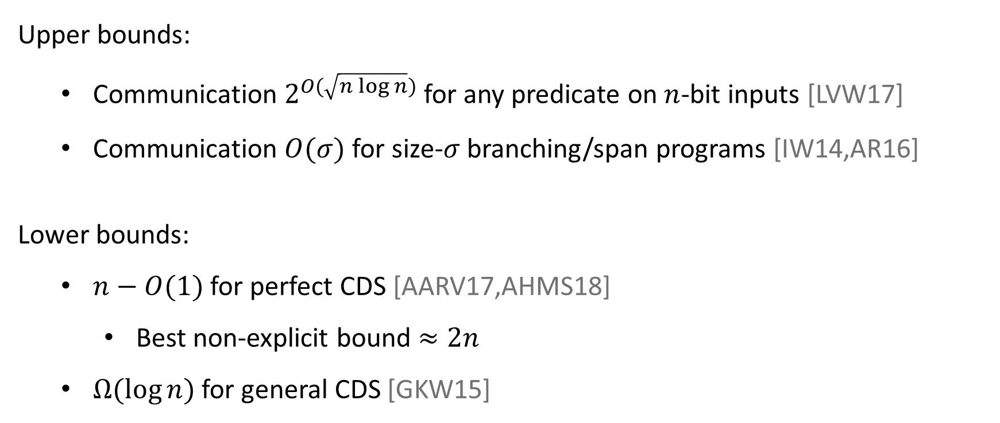 Upper bounds:
• Communication $2^{O(\sqrt{n \log n})}$ for any predicate on $n$-bit inputs [LVW17]
• Communication $O(\sigma)$ for size-$\sigma$ branching/span programs [IW14,AR16]
Lower bounds:
• $n - O(1)$ for perfect CDS [AARV17,AHMS18]
• Best non-explicit bound $\approx 2n$
• $\Omega(\log n)$ for general CDS [GKW15]